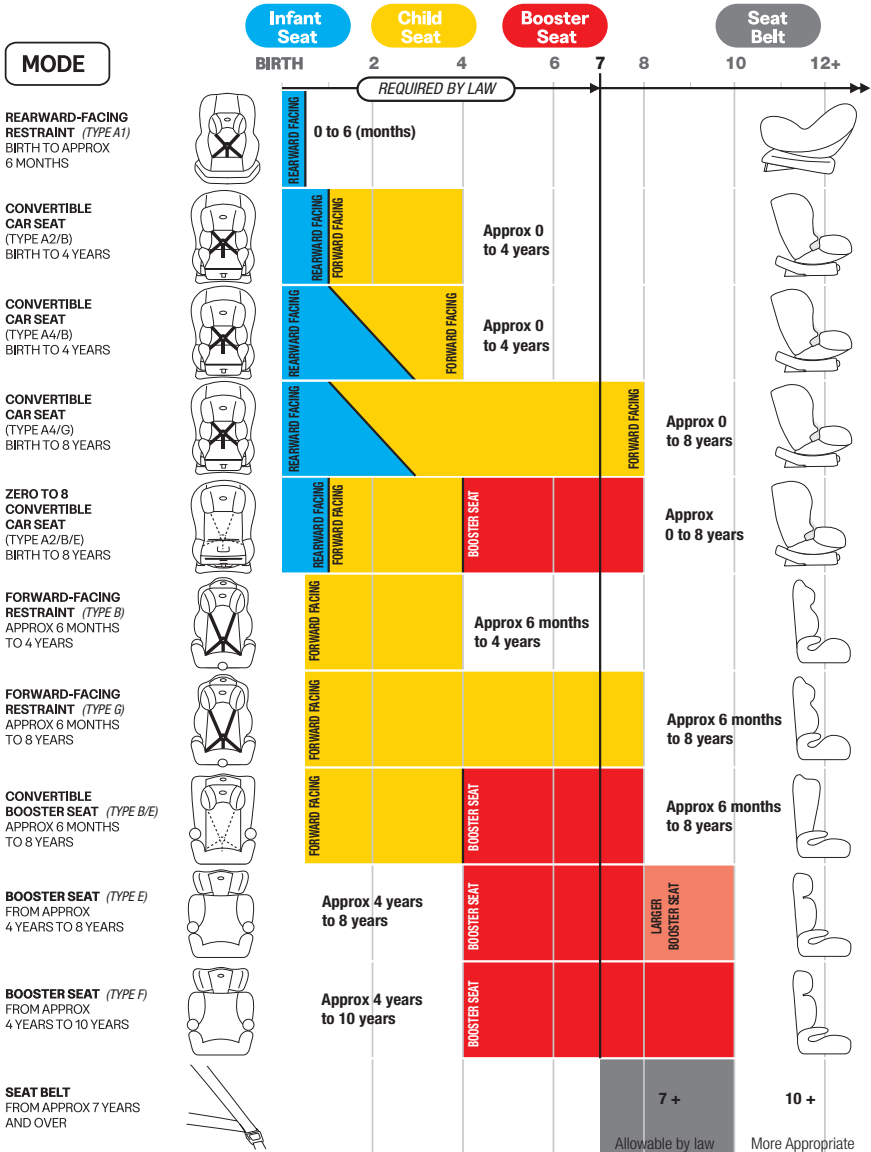 Infant
Seat
Child
Seat
Booster
Seat
Seat
Belt
MODE
BIRTH 2 4 6 7 8 10 12+
REQUIRED BY LAW
REARWARD-FACING
RESTRAINT (TYPE A1)
BIRTH TO APPROX
6 MONTHS
REARWARD FACING
0 to 6 (months)
CONVERTIBLE
CAR SEAT
(TYPE A2/B)
BIRTH TO 4 YEARS
REARWARD FACING
FORWARD FACING
Approx 0
to 4 years
CONVERTIBLE
CAR SEAT
(TYPE A4/B)
BIRTH TO 4 YEARS
REARWARD FACING
FORWARD FACING
Approx 0
to 4 years
CONVERTIBLE
CAR SEAT
(TYPE A4/G)
BIRTH TO 8 YEARS
REARWARD FACING
FORWARD FACING
Approx 0
to 8 years
ZERO TO 8
CONVERTIBLE
CAR SEAT
(TYPE A2/B/E)
BIRTH TO 8 YEARS
REARWARD FACING
FORWARD FACING
BOOSTER SEAT
Approx
0 to 8 years
FORWARD-FACING
RESTRAINT (TYPE B)
APPROX 6 MONTHS
TO 4 YEARS
FORWARD FACING
Approx 6 months
to 4 years
FORWARD-FACING
RESTRAINT (TYPE G)
APPROX 6 MONTHS
TO 8 YEARS
FORWARD FACING
Approx 6 months
to 8 years
CONVERTIBLE
BOOSTER SEAT (TYPE B/E)
APPROX 6 MONTHS
TO 8 YEARS
FORWARD FACING
BOOSTER SEAT
Approx 6 months
to 8 years
BOOSTER SEAT (TYPE E)
FROM APPROX
4 YEARS TO 8 YEARS
Approx 4 years
to 8 years
BOOSTER SEAT
LARGER
BOOSTER SEAT
BOOSTER SEAT (TYPE F)
FROM APPROX
4 YEARS TO 10 YEARS
Approx 4 years
to 10 years
BOOSTER SEAT
SEAT BELT
FROM APPROX 7 YEARS
AND OVER
7 +
10 +
Allowable by law
More Appropriate